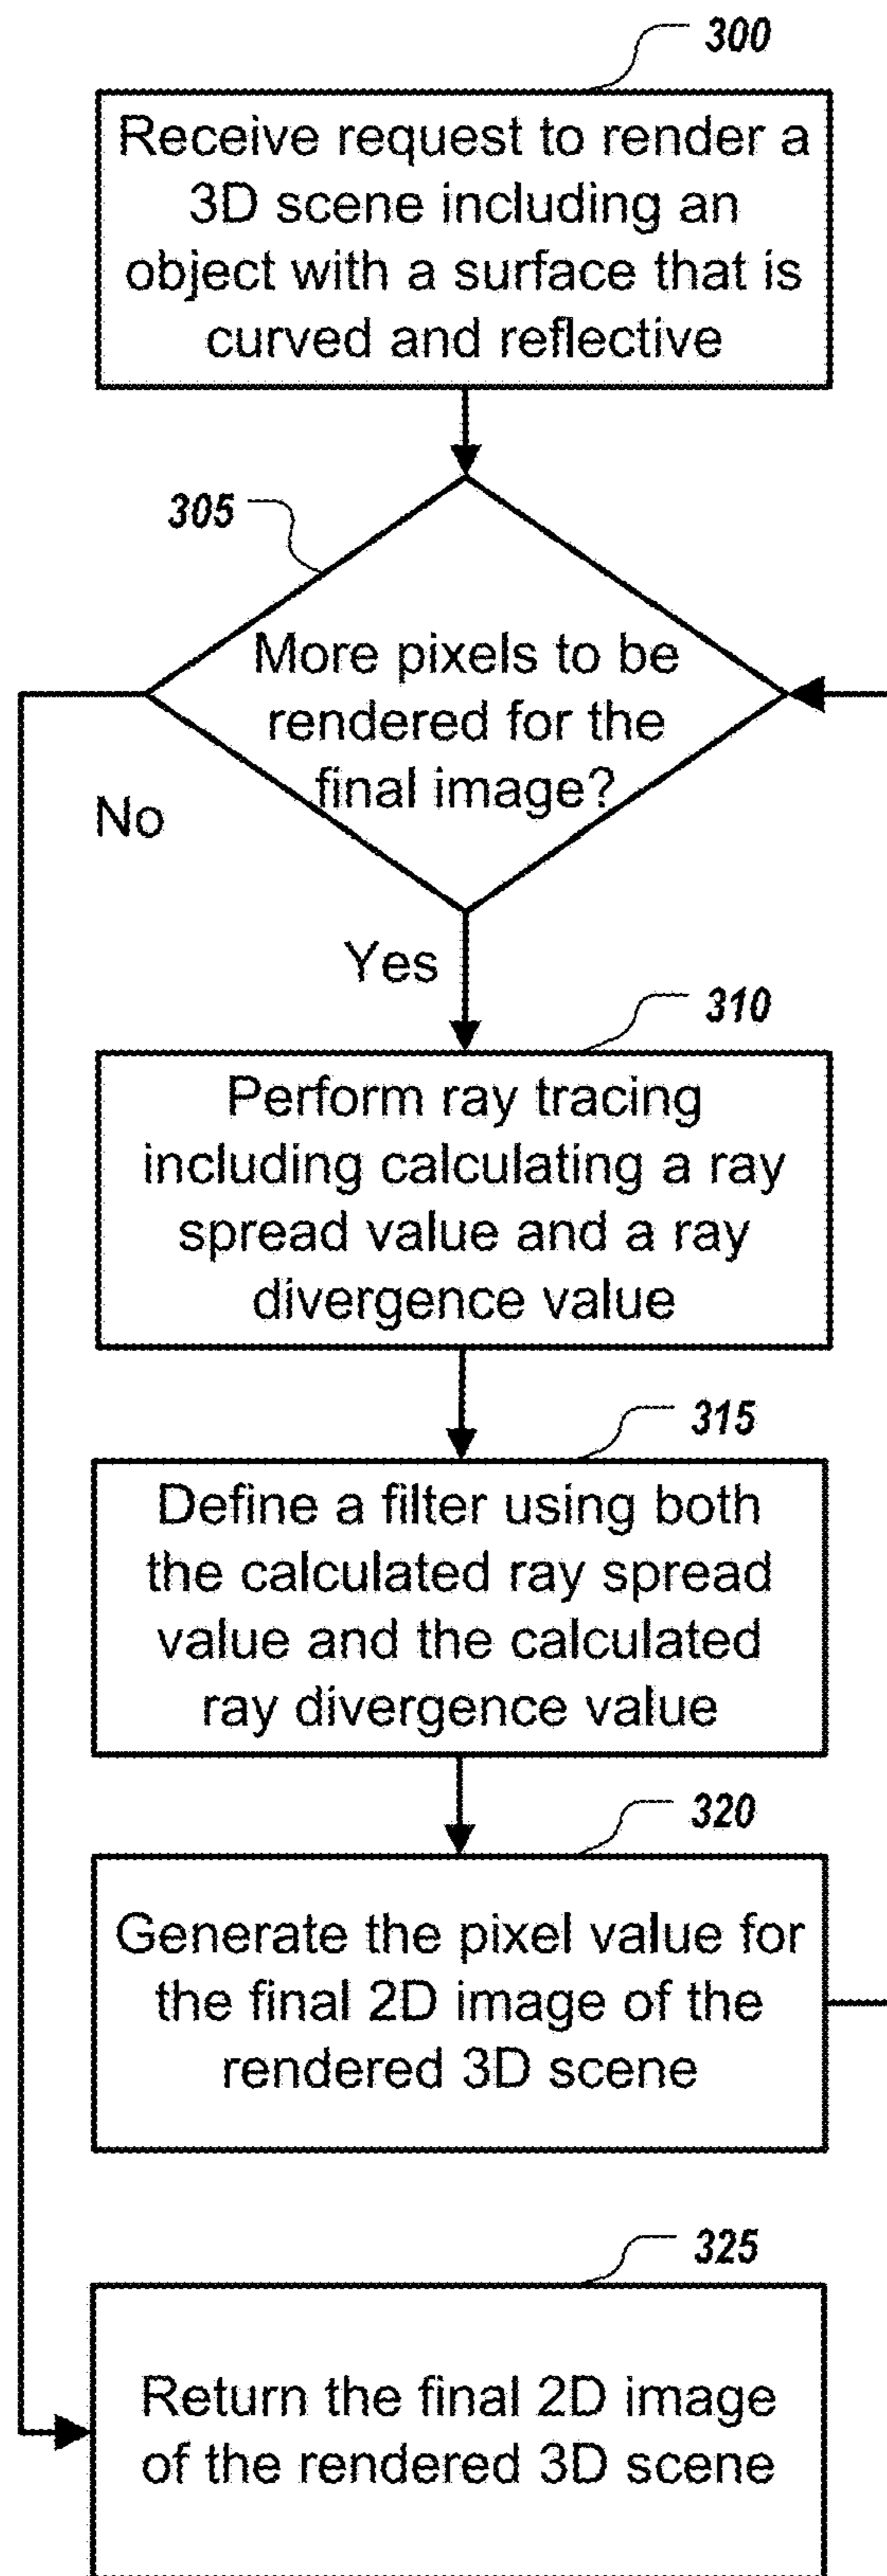 300
Receive request to render a
3D scene including an
object with a surface that is
curved and reflective
305
More pixels to be
rendered for the
final image?
No
Yes
310
Perform ray tracing
including calculating a ray
spread value and a ray
divergence value
315
Define a filter using both
the calculated ray spread
value and the calculated
ray divergence value
320
Generate the pixel value for
the final 2D image of the
rendered 3D scene
325
Return the final 2D image
of the rendered 3D scene